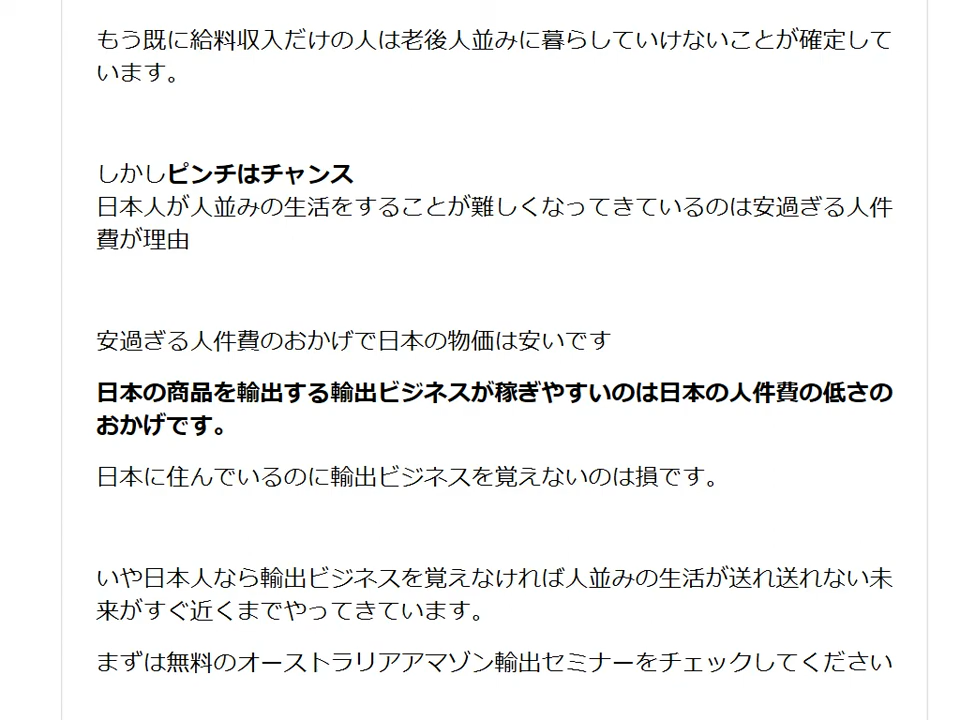 もう既に給料収入だけの人は老後人並みに暮らしていけないことが確定して
います。
しかしピンチはチャンス
日本人が人並みの生活をすることが難しくなってきているのは安過ぎる人件
費が理由
安過ぎる人件費のおかげで日本の物価は安いです
日本の商品を輸出する輸出ビジネスが稼ぎやすいのは日本の人件費の低さの
おかげです。
日本に住んでいるのに輸出ビジネスを覚えないのは損です。
いや日本人なら輸出ビジネスを覚えなければ人並みの生活が送れ送れない未
来がすぐ近くまでやってきています。
まずは無料のオーストラリアアマゾン輸出セミナーをチェックしてください